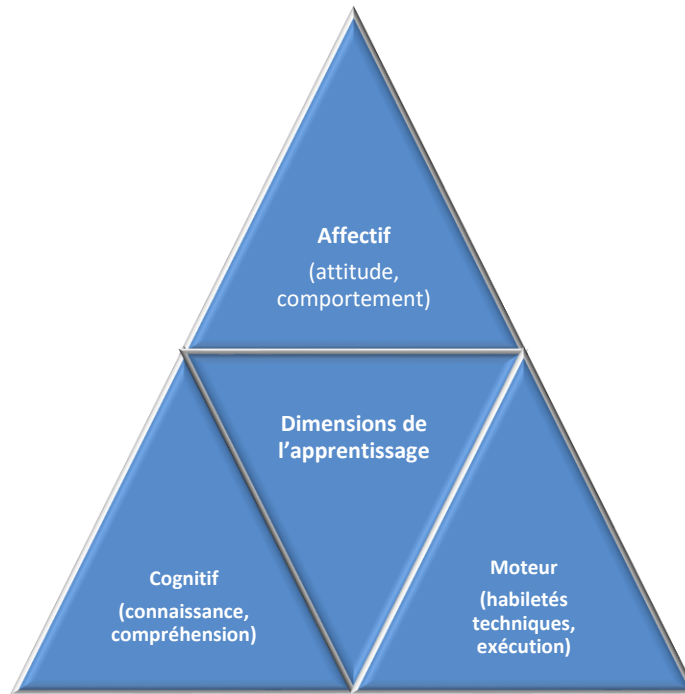 Affectif
(attitude,
comportement)
Dimensions de
l’apprentissage
Cognitif
(connaissance,
compréhension)
Moteur
(habiletés
techniques,
exécution)